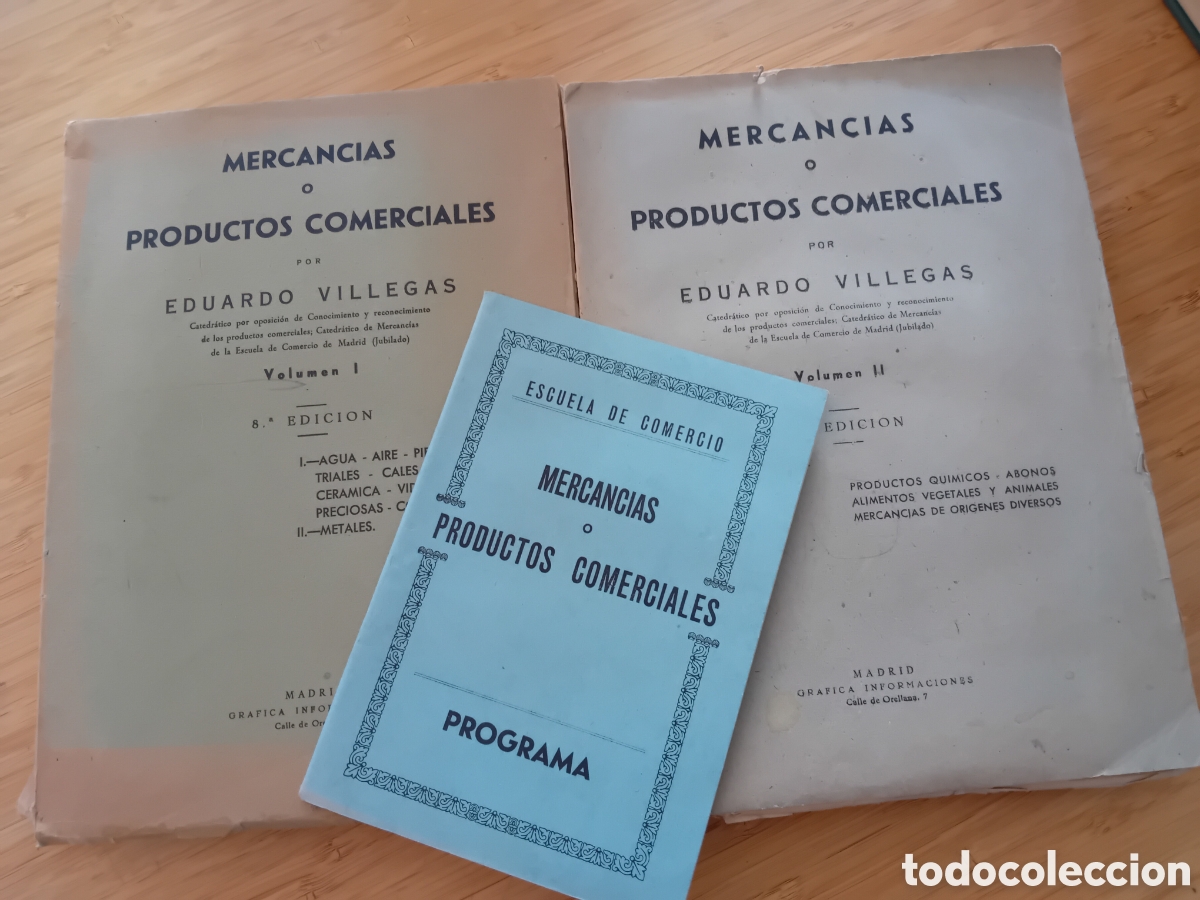 MERCANCIAS
O
PRODUCTOS COMERCIALES
POR
EDUARDO VILLEGAS
Catedrático por oposición de Conocimiento y reconocimiento
de los productos comerciales; Catedrático de Mercancías
de la Escuela de Comercio de Madrid (Jubilado)
Volumen I
8.ª EDICION
I.—AGUA - AIRE -
TRIALES - CALES
CERAMICA -
PRECIOSAS -
II.—METALES.
GRAFICA
Calle de
MERCANCIAS
O
PRODUCTOS COMERCIALES
POR
EDUARDO VILLEGAS
Catedrático por oposición de Conocimiento y reconocimiento
de los productos comerciales; Catedrático de Mercancías
de la Escuela de Comercio de Madrid (Jubilado)
Volumen II
EDICION
PRODUCTOS QUIMICOS - ABONOS
ALIMENTOS VEGETALES Y ANIMALES
MERCANCIAS DE ORIGENES DIVERSOS
MADRID
GRAFICA INFORMACIONES
Calle de Orellana, 7
ESCUELA DE COMERCIO
MERCANCIAS
O
PRODUCTOS COMERCIALES
PROGRAMA
todocoleccion